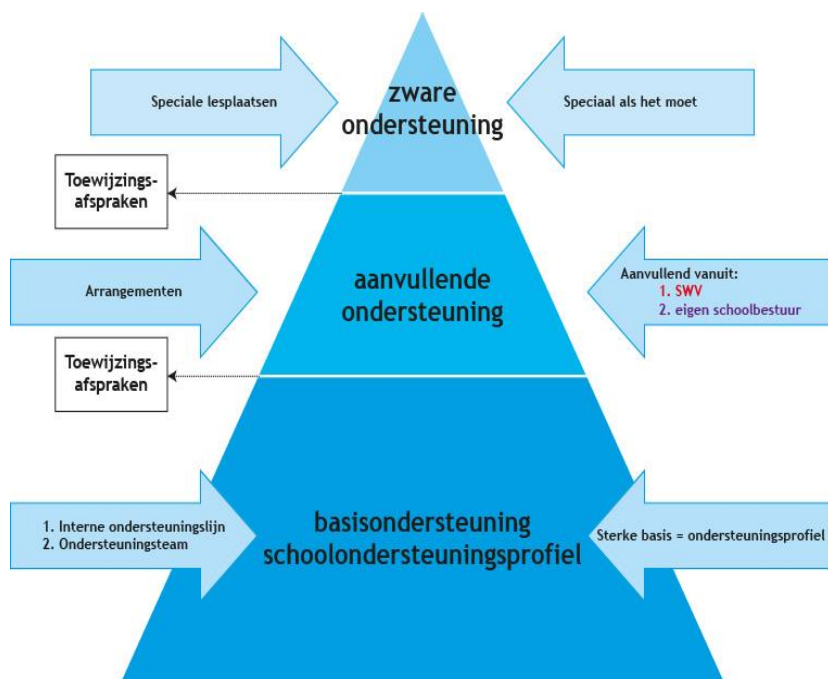 zware
ondersteuning
Speciale lesplaatsen
Speciaal als het moet
Toewijzings-
afspraken
aanvullende
ondersteuning
Arrangementen
Aanvullend vanuit:
1. SWV
2. eigen schoolbestuur
Toewijzings-
afspraken
basisondersteuning
schoolondersteuningsprofiel
1. Interne ondersteuningslijn
2. Ondersteuningsteam
Sterke basis = ondersteuningsprofiel